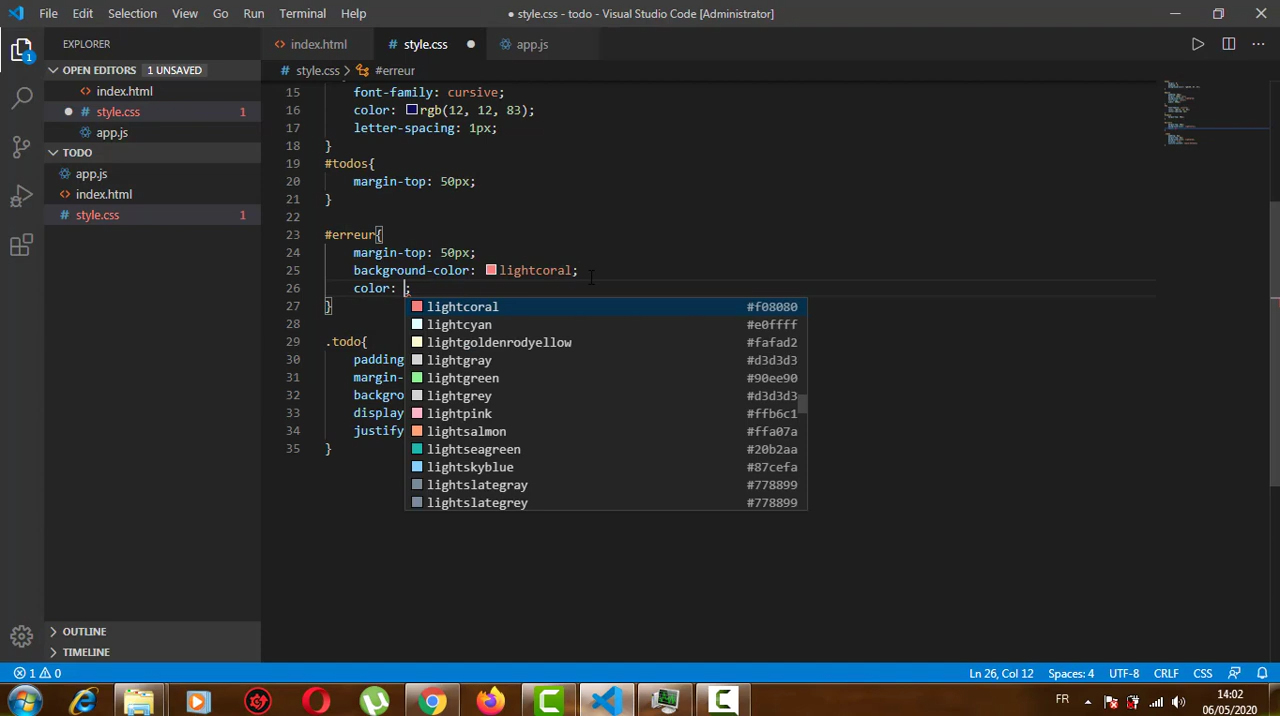 File Edit Selection View Go Run Terminal Help
● style.css - todo - Visual Studio Code [Administrator]
EXPLORER
index.html
# style.css ●
app.js
OPEN EDITORS 1 UNSAVED
# style.css > #erreur
index.html
● # style.css 1
app.js
TODO
app.js
index.html
# style.css 1
15 font-family: cursive;
16 color: rgb(12, 12, 83);
17 letter-spacing: 1px;
18 }
19 #todos{
20 margin-top: 50px;
21 }
22
23 #erreur{
24 margin-top: 50px;
25 background-color: lightcoral;
26 color: ;
27 }
28
29 .todo{
30 padding
31 margin-
32 backgro
33 display
34 justify
35 }
lightcoral #f08080
lightcyan #e0ffff
lightgoldenrodyellow #fafad2
lightgray #d3d3d3
lightgreen #90ee90
lightgrey #d3d3d3
lightpink #ffb6c1
lightsalmon #ffa07a
lightseagreen #20b2aa
lightskyblue #87cefa
lightslategray #778899
lightslategrey #778899
OUTLINE
TIMELINE
1 0
Ln 26, Col 12 Spaces: 4 UTF-8 CRLF CSS
FR
14:02
06/05/2020